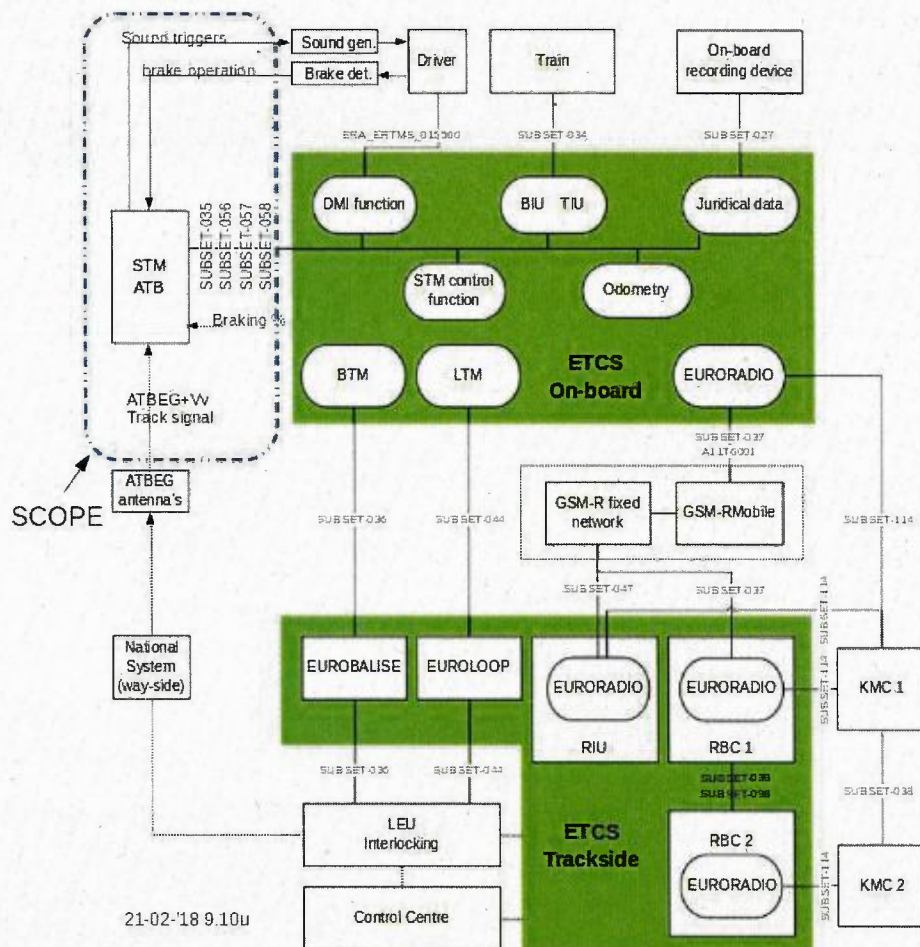 Sound triggers
Sound gen.
Driver
Train
On-board
recording device
brake operation
Brake det.
SUBSET-034
SUBSET-027
DMI function
BIU TIU
Juridical data
STM
ATB
SUBSET-035
SUBSET-056
SUBSET-057
SUBSET-058
STM control
function
Odometry
Braking %
BTM
LTM
ETCS
On-board
EURORADIO
ATBEG+Vv
Track signal
SUBSET-037
SCOPE
ATBEG
antenna's
GSM-R fixed
network
GSM-RMobile
SUBSET-036
SUBSET-044
SUBSET-114
SUBSET-047
SUBSET-037
SUBSET-114
National
System
(way-side)
EUROBALISE
EUROLOOP
EURORADIO
RIU
EURORADIO
RBC 1
SUBSET-114
KMC 1
SUBSET-036
SUBSET-044
SUBSET-098
SUBSET-038
LEU
Interlocking
ETCS
Trackside
RBC 2
EURORADIO
SUBSET-114
KMC 2
21-02-'18 9.10u
Control Centre